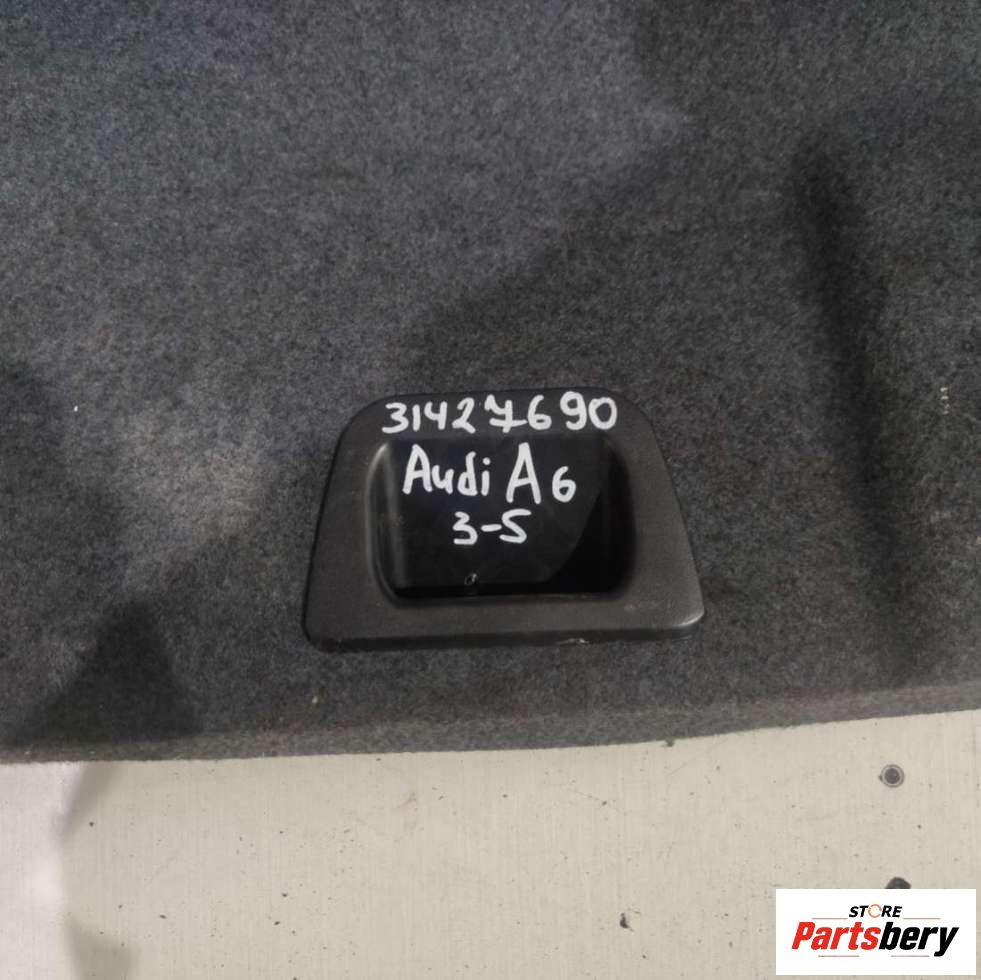 31427690
Audi A6
3-5
STORE
Partsbery